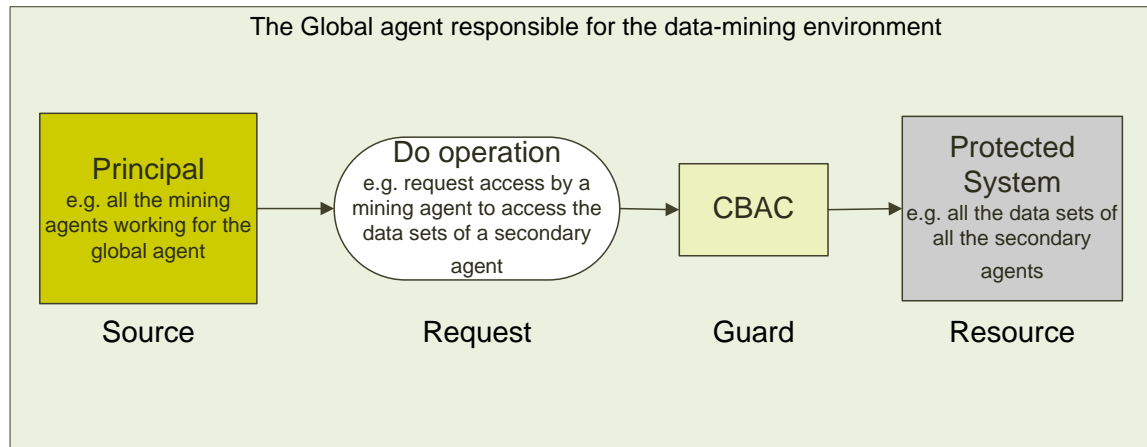 The Global agent responsible for the data-mining environment
Principal
e.g. all the mining
agents working for the
global agent
Do operation
e.g. request access by a
mining agent to access the
data sets of a secondary
agent
CBAC
Protected
System
e.g. all the data sets of
all the secondary
agents
Source
Request
Guard
Resource